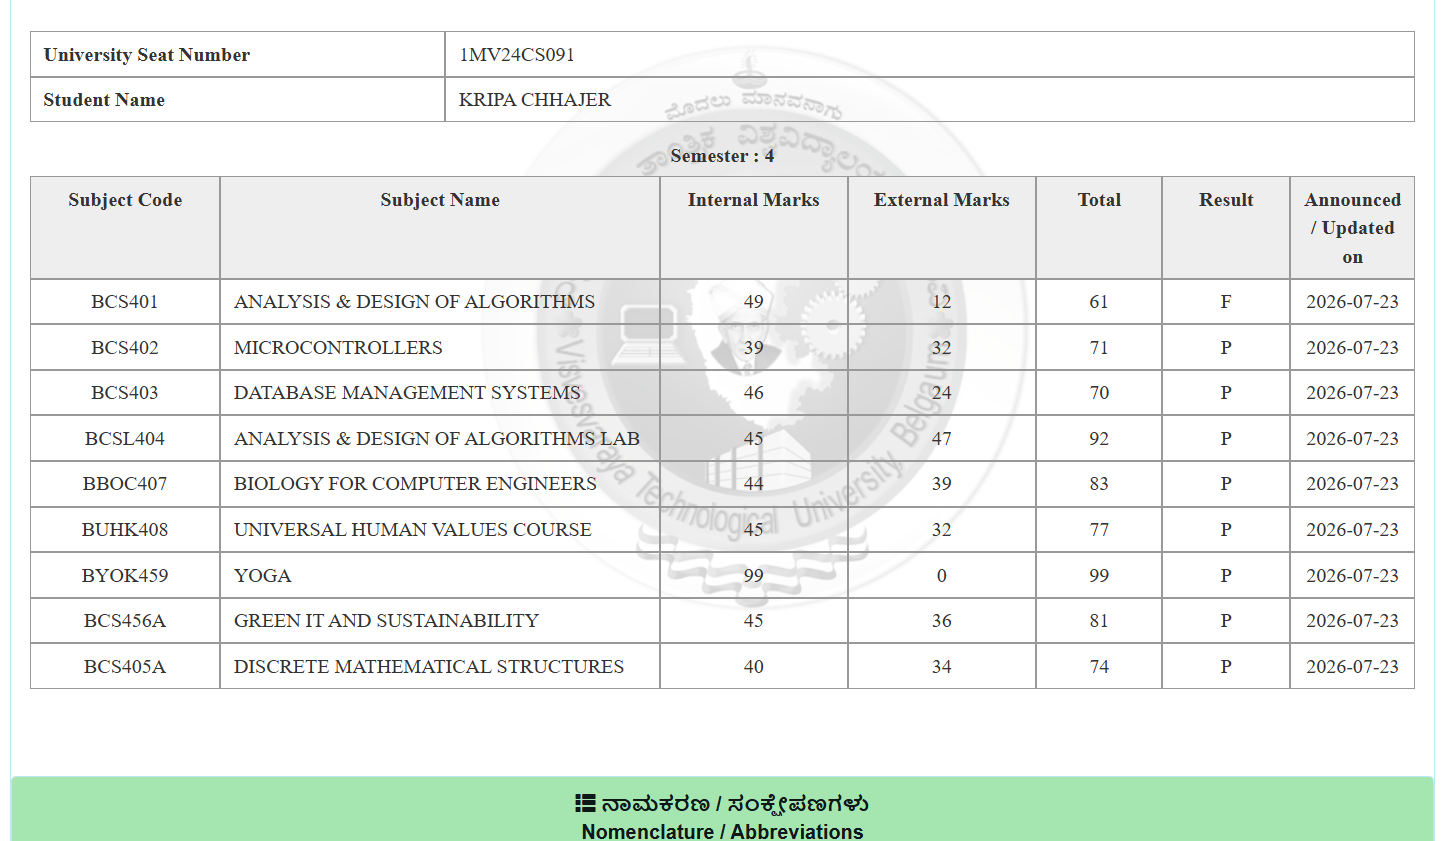 University Seat Number 1MV24CS091
Student Name KRIPA CHHAJER
ಮೊದಲು ಮಾನವನಾಗು
Semester : 4
Subject Code Subject Name Internal Marks External Marks Total Result Announced / Updated on
BCS401 ANALYSIS & DESIGN OF ALGORITHMS 49 12 61 F 2026-07-23
BCS402 MICROCONTROLLERS 39 32 71 P 2026-07-23
BCS403 DATABASE MANAGEMENT SYSTEMS 46 24 70 P 2026-07-23
BCSL404 ANALYSIS & DESIGN OF ALGORITHMS LAB 45 47 92 P 2026-07-23
BBOC407 BIOLOGY FOR COMPUTER ENGINEERS 44 39 83 P 2026-07-23
BUHK408 UNIVERSAL HUMAN VALUES COURSE 45 32 77 P 2026-07-23
BYOK459 YOGA 99 0 99 P 2026-07-23
BCS456A GREEN IT AND SUSTAINABILITY 45 36 81 P 2026-07-23
BCS405A DISCRETE MATHEMATICAL STRUCTURES 40 34 74 P 2026-07-23
Visvesvaraya Technological University, Belgaum
ನಾಮಕರಣ / ಸಂಕ್ಷೇಪಣಗಳು
Nomenclature / Abbreviations